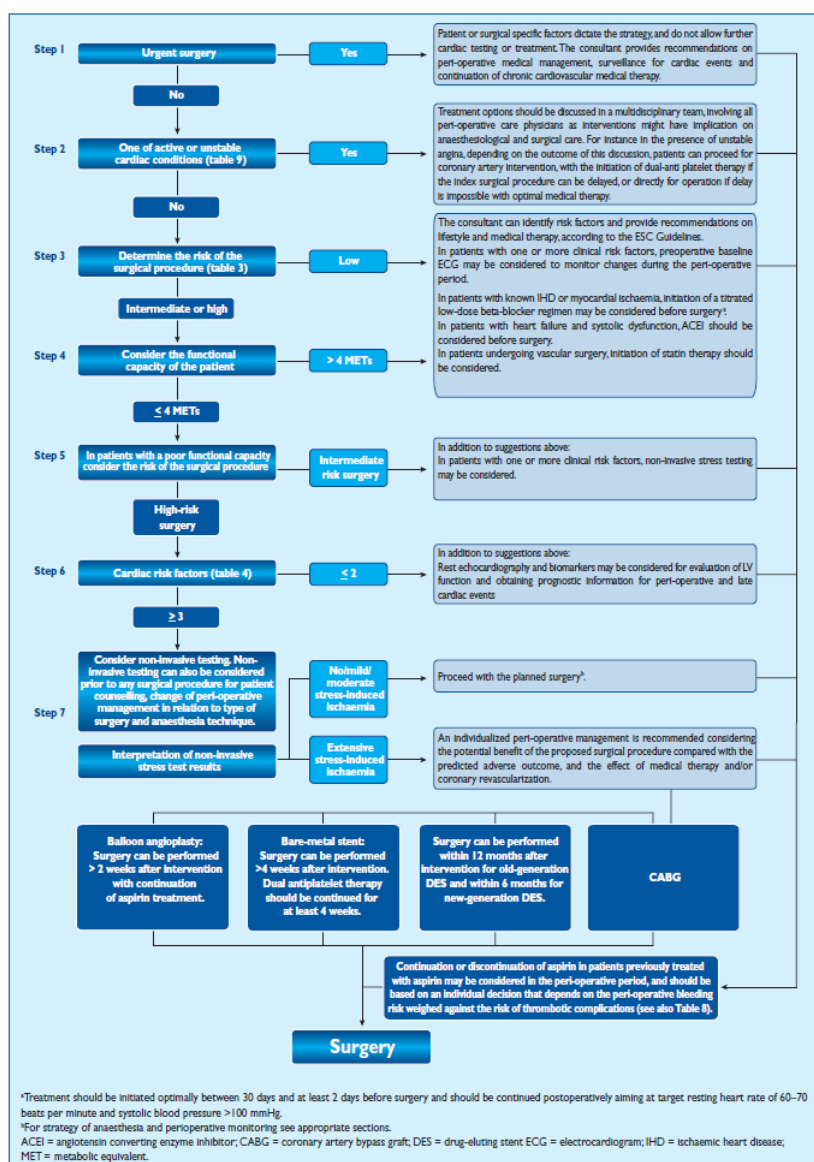 Step 1
Urgent surgery
Yes
Patient or surgical specific factors dictate the strategy, and do not allow further
cardiac testing or treatment. The consultant provides recommendations on
peri-operative medical management, surveillance for cardiac events and
continuation of chronic cardiovascular medical therapy.
No
Step 2
One of active or unstable
cardiac conditions (table 9)
Yes
Treatment options should be discussed in a multidisciplinary team, involving all
peri-operative care physicians as interventions might have implication on
anaesthesiological and surgical care. For instance in the presence of unstable
angina, depending on the outcome of this discussion, patients can proceed for
coronary artery intervention, with the initiation of dual-anti platelet therapy if
the index surgical procedure can be delayed, or directly for operation if delay
is impossible with optimal medical therapy.
No
Step 3
Determine the risk of the
surgical procedure (table 3)
Low
The consultant can identify risk factors and provide recommendations on
lifestyle and medical therapy, according to the ESC Guidelines.
In patients with one or more clinical risk factors, preoperative baseline
ECG may be considered to monitor changes during the peri-operative
period.
Intermediate or high
In patients with known IHD or myocardial ischaemia, initiation of a titrated
low-dose beta-blocker regimen may be considered before surgeryᵃ.
In patients with heart failure and systolic dysfunction, ACEI should be
considered before surgery.
In patients undergoing vascular surgery, initiation of statin therapy should
be considered.
Step 4
Consider the functional
capacity of the patient
> 4 METs
≤ 4 METs
Step 5
In patients with a poor functional capacity
consider the risk of the surgical procedure
Intermediate
risk surgery
In addition to suggestions above:
In patients with one or more clinical risk factors, non-invasive stress testing
may be considered.
High-risk
surgery
Step 6
Cardiac risk factors (table 4)
≤ 2
In addition to suggestions above:
Rest echocardiography and biomarkers may be considered for evaluation of LV
function and obtaining prognostic information for peri-operative and late
cardiac events
≥ 3
Step 7
Consider non-invasive testing. Non-
invasive testing can also be considered
prior to any surgical procedure for patient
counselling, change of peri-operative
management in relation to type of
surgery and anaesthesia technique.
No/mild/
moderate
stress-induced
ischaemia
Proceed with the planned surgeryᵇ.
Interpretation of non-invasive
stress test results
Extensive
stress-induced
ischaemia
An individualized peri-operative management is recommended considering
the potential benefit of the proposed surgical procedure compared with the
predicted adverse outcome, and the effect of medical therapy and/or
coronary revascularization.
Balloon angioplasty:
Surgery can be performed
> 2 weeks after intervention
with continuation
of aspirin treatment.
Bare-metal stent:
Surgery can be performed
>4 weeks after intervention.
Dual antiplatelet therapy
should be continued for
at least 4 weeks.
Surgery can be performed
within 12 months after
intervention for old-generation
DES and within 6 months for
new-generation DES.
CABG
Continuation or discontinuation of aspirin in patients previously treated
with aspirin may be considered in the peri-operative period, and should be
based on an individual decision that depends on the peri-operative bleeding
risk weighed against the risk of thrombotic complications (see also Table 8).
Surgery
ᵃTreatment should be initiated optimally between 30 days and at least 2 days before surgery and should be continued postoperatively aiming at target resting heart rate of 60–70
beats per minute and systolic blood pressure >100 mmHg.
ᵇFor strategy of anaesthesia and perioperative monitoring see appropriate sections.
ACEI = angiotensin converting enzyme inhibitor; CABG = coronary artery bypass graft; DES = drug-eluting stent ECG = electrocardiogram; IHD = ischaemic heart disease;
MET = metabolic equivalent.